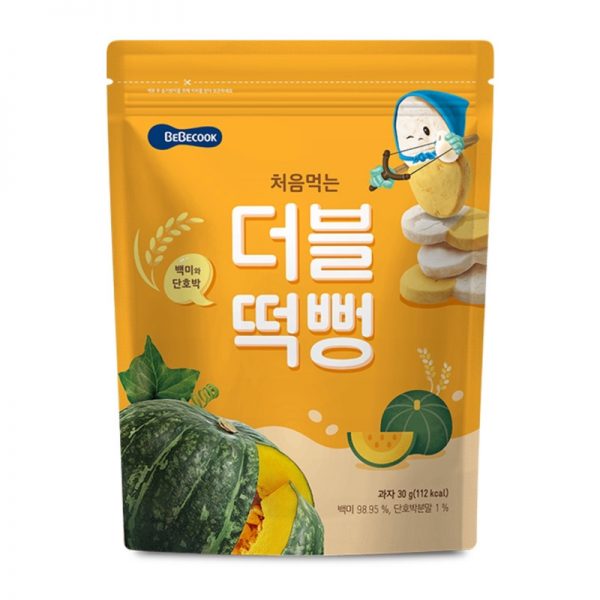 BEBECOOK
처음먹는
더블
떡뻥
백미와
단호박
과자 30 g(112 kcal)
백미 98.95 %, 단호박분말 1 %